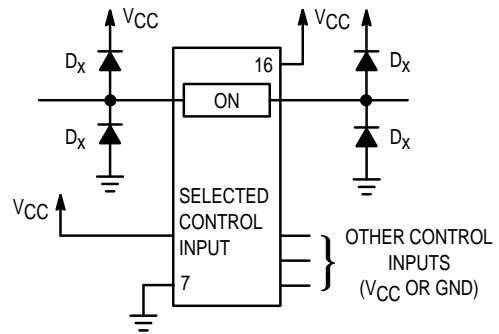 VCC
VCC
Dx
16
Dx
ON
Dx
Dx
VCC
SELECTED
CONTROL
INPUT
OTHER CONTROL
INPUTS
(VCC OR GND)
7